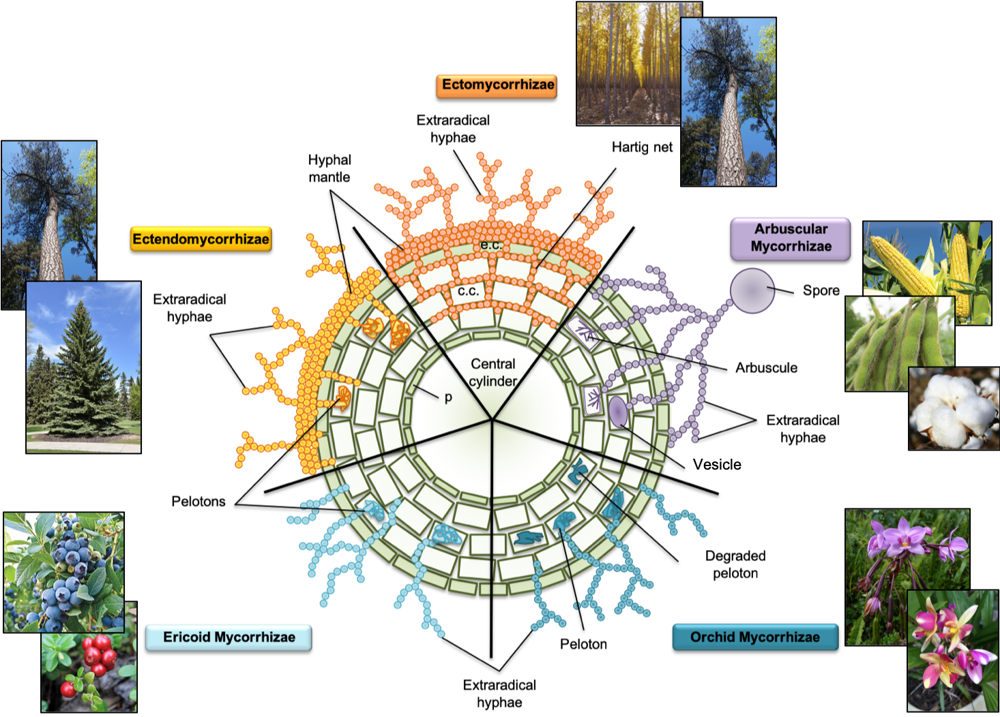 Ectomycorrhizae
Extraradical
hyphae
Hartig net
Hyphal
mantle
Ectendomycorrhizae
Arbuscular
Mycorrhizae
e.c.
c.c.
Spore
Extraradical
hyphae
Central
cylinder
p
Arbuscule
Extraradical
hyphae
Vesicle
Pelotons
Degraded
peloton
Ericoid Mycorrhizae
Peloton
Orchid Mycorrhizae
Extraradical
hyphae